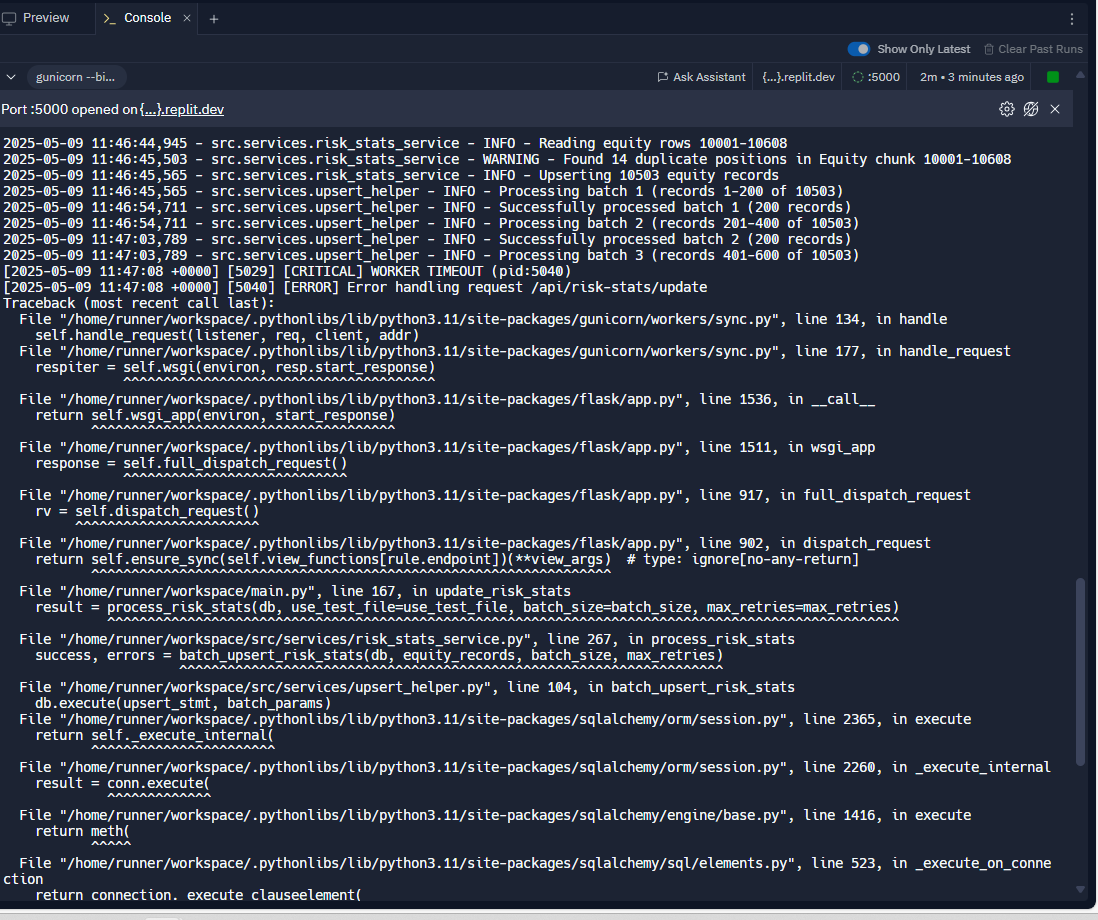 Preview
Console
Show Only Latest
Clear Past Runs
gunicorn --bi...
Ask Assistant
{...}.replit.dev
:5000
2m • 3 minutes ago
Port :5000 opened on {...}.replit.dev
2025-05-09 11:46:44,945 - src.services.risk_stats_service - INFO - Reading equity rows 10001-10608
2025-05-09 11:46:45,503 - src.services.risk_stats_service - WARNING - Found 14 duplicate positions in Equity chunk 10001-10608
2025-05-09 11:46:45,565 - src.services.risk_stats_service - INFO - Upserting 10503 equity records
2025-05-09 11:46:45,565 - src.services.upsert_helper - INFO - Processing batch 1 (records 1-200 of 10503)
2025-05-09 11:46:54,711 - src.services.upsert_helper - INFO - Successfully processed batch 1 (200 records)
2025-05-09 11:46:54,711 - src.services.upsert_helper - INFO - Processing batch 2 (records 201-400 of 10503)
2025-05-09 11:47:03,789 - src.services.upsert_helper - INFO - Successfully processed batch 2 (200 records)
2025-05-09 11:47:03,789 - src.services.upsert_helper - INFO - Processing batch 3 (records 401-600 of 10503)
[2025-05-09 11:47:08 +0000] [5029] [CRITICAL] WORKER TIMEOUT (pid:5040)
[2025-05-09 11:47:08 +0000] [5040] [ERROR] Error handling request /api/risk-stats/update
Traceback (most recent call last):
  File "/home/runner/workspace/.pythonlibs/lib/python3.11/site-packages/gunicorn/workers/sync.py", line 134, in handle
    self.handle_request(listener, req, client, addr)
  File "/home/runner/workspace/.pythonlibs/lib/python3.11/site-packages/gunicorn/workers/sync.py", line 177, in handle_request
    respiter = self.wsgi(environ, resp.start_response)
               ^^^^^^^^^^^^^^^^^^^^^^^^^^^^^^^^^^^^^^^
  File "/home/runner/workspace/.pythonlibs/lib/python3.11/site-packages/flask/app.py", line 1536, in __call__
    return self.wsgi_app(environ, start_response)
           ^^^^^^^^^^^^^^^^^^^^^^^^^^^^^^^^^^^^^^
  File "/home/runner/workspace/.pythonlibs/lib/python3.11/site-packages/flask/app.py", line 1511, in wsgi_app
    response = self.full_dispatch_request()
               ^^^^^^^^^^^^^^^^^^^^^^^^^^^^
  File "/home/runner/workspace/.pythonlibs/lib/python3.11/site-packages/flask/app.py", line 917, in full_dispatch_request
    rv = self.dispatch_request()
         ^^^^^^^^^^^^^^^^^^^^^^^
  File "/home/runner/workspace/.pythonlibs/lib/python3.11/site-packages/flask/app.py", line 902, in dispatch_request
    return self.ensure_sync(self.view_functions[rule.endpoint])(**view_args)  # type: ignore[no-any-return]
           ^^^^^^^^^^^^^^^^^^^^^^^^^^^^^^^^^^^^^^^^^^^^^^^^^^^^^^^^^^^^^^^^^
  File "/home/runner/workspace/main.py", line 167, in update_risk_stats
    result = process_risk_stats(db, use_test_file=use_test_file, batch_size=batch_size, max_retries=max_retries)
             ^^^^^^^^^^^^^^^^^^^^^^^^^^^^^^^^^^^^^^^^^^^^^^^^^^^^^^^^^^^^^^^^^^^^^^^^^^^^^^^^^^^^^^^^^^^^^^^^^^^
  File "/home/runner/workspace/src/services/risk_stats_service.py", line 267, in process_risk_stats
    success, errors = batch_upsert_risk_stats(db, equity_records, batch_size, max_retries)
                      ^^^^^^^^^^^^^^^^^^^^^^^^^^^^^^^^^^^^^^^^^^^^^^^^^^^^^^^^^^^^^^^^^^^^
  File "/home/runner/workspace/src/services/upsert_helper.py", line 104, in batch_upsert_risk_stats
    db.execute(upsert_stmt, batch_params)
  File "/home/runner/workspace/.pythonlibs/lib/python3.11/site-packages/sqlalchemy/orm/session.py", line 2365, in execute
    return self._execute_internal(
           ^^^^^^^^^^^^^^^^^^^^^^^
  File "/home/runner/workspace/.pythonlibs/lib/python3.11/site-packages/sqlalchemy/orm/session.py", line 2260, in _execute_internal
    result = conn.execute(
             ^^^^^^^^^^^^^
  File "/home/runner/workspace/.pythonlibs/lib/python3.11/site-packages/sqlalchemy/engine/base.py", line 1416, in execute
    return meth(
           ^^^^^
  File "/home/runner/workspace/.pythonlibs/lib/python3.11/site-packages/sqlalchemy/sql/elements.py", line 523, in _execute_on_conne
ction
    return connection._execute_clauseelement(